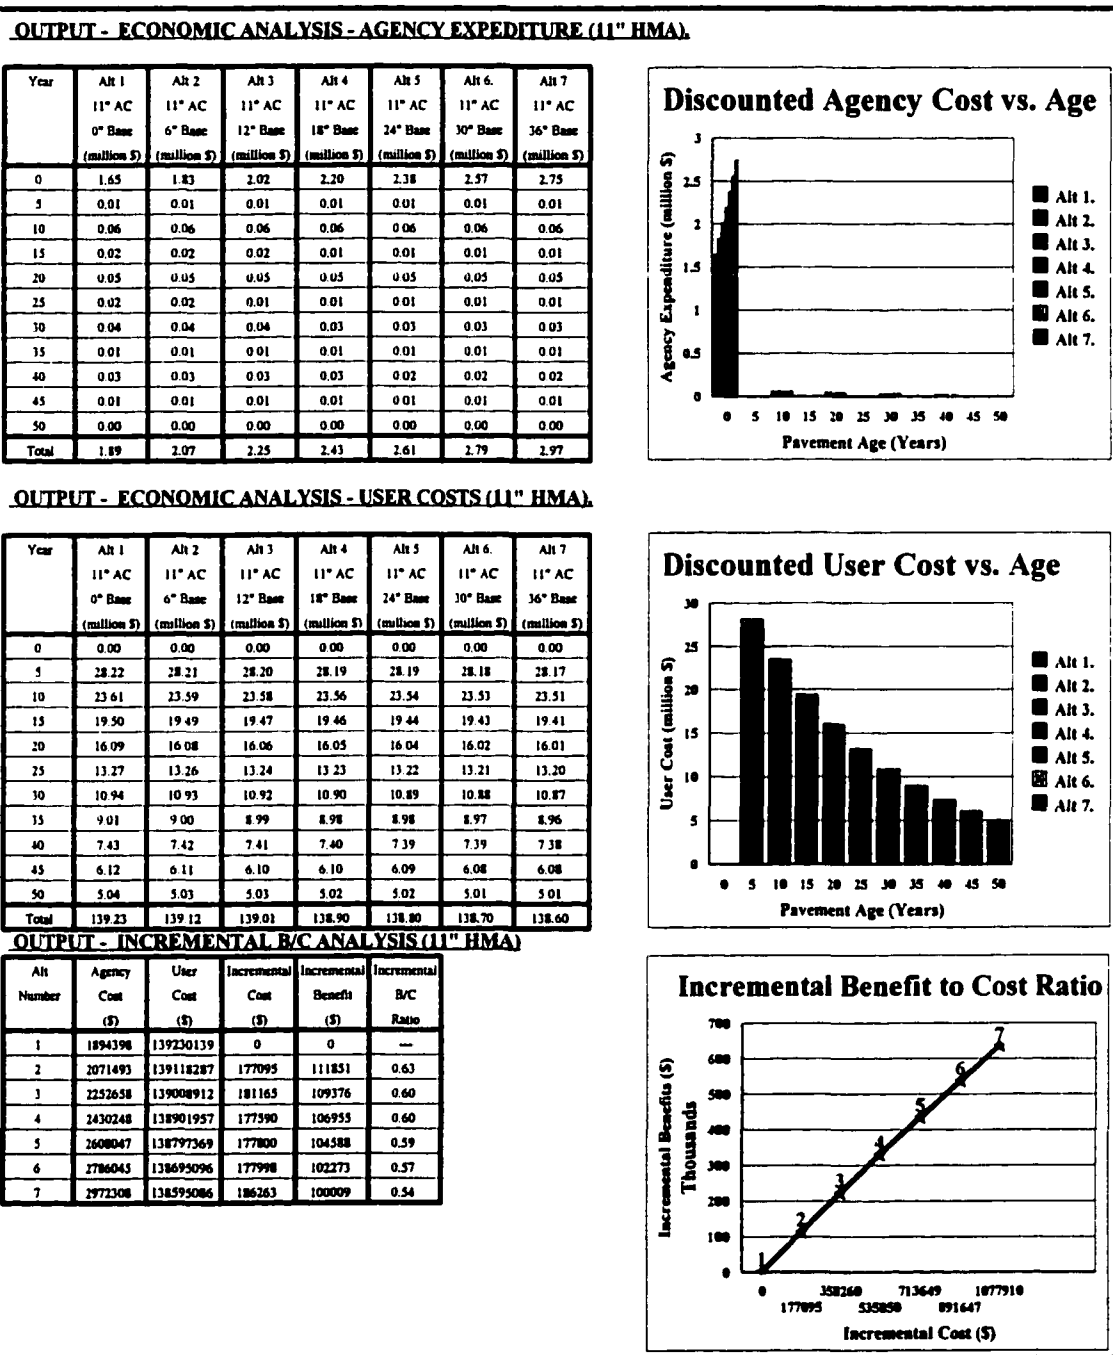 OUTPUT - ECONOMIC ANALYSIS - AGENCY EXPEDITURE (11" HMA).
Year Alt 1 Alt 2 Alt 3 Alt 4 Alt 5 Alt 6. Alt 7
11" AC 11" AC 11" AC 11" AC 11" AC 11" AC 11" AC
0" Base 6" Base 12" Base 18" Base 24" Base 30" Base 36" Base
(million $) (million $) (million $) (million $) (million $) (million $) (million $)
0 1.65 1.83 2.02 2.20 2.38 2.57 2.75
5 0.01 0.01 0.01 0.01 0.01 0.01 0.01
10 0.06 0.06 0.06 0.06 0.06 0.06 0.06
15 0.02 0.02 0.02 0.01 0.01 0.01 0.01
20 0.05 0.05 0.05 0.05 0.05 0.05 0.05
25 0.02 0.02 0.01 0.01 0.01 0.01 0.01
30 0.04 0.04 0.04 0.03 0.03 0.03 0.03
35 0.01 0.01 0.01 0.01 0.01 0.01 0.01
40 0.03 0.03 0.03 0.03 0.02 0.02 0.02
45 0.01 0.01 0.01 0.01 0.01 0.01 0.01
50 0.00 0.00 0.00 0.00 0.00 0.00 0.00
Total 1.89 2.07 2.25 2.43 2.61 2.79 2.97
Discounted Agency Cost vs. Age
Agency Expenditure (million $)
3
2.5
2
1.5
1
0.5
0
0 5 10 15 20 25 30 35 40 45 50
Pavement Age (Years)
Alt 1.
Alt 2.
Alt 3.
Alt 4.
Alt 5.
Alt 6.
Alt 7.
OUTPUT - ECONOMIC ANALYSIS - USER COSTS (11" HMA).
Year Alt 1 Alt 2 Alt 3 Alt 4 Alt 5 Alt 6. Alt 7
11" AC 11" AC 11" AC 11" AC 11" AC 11" AC 11" AC
0" Base 6" Base 12" Base 18" Base 24" Base 30" Base 36" Base
(million $) (million $) (million $) (million $) (million $) (million $) (million $)
0 0.00 0.00 0.00 0.00 0.00 0.00 0.00
5 28.22 28.21 28.20 28.19 28.19 28.18 28.17
10 23.61 23.59 23.58 23.56 23.54 23.53 23.51
15 19.50 19.49 19.47 19.46 19.44 19.43 19.41
20 16.09 16.08 16.06 16.05 16.04 16.02 16.01
25 13.27 13.26 13.24 13.23 13.22 13.21 13.20
30 10.94 10.93 10.92 10.90 10.89 10.88 10.87
35 9.01 9.00 8.99 8.98 8.98 8.97 8.96
40 7.43 7.42 7.41 7.40 7.39 7.39 7.38
45 6.12 6.11 6.10 6.10 6.09 6.08 6.08
50 5.04 5.03 5.03 5.02 5.02 5.01 5.01
Total 139.23 139.12 139.01 138.90 138.80 138.70 138.60
Discounted User Cost vs. Age
User Cost (million $)
30
25
20
15
10
5
0
0 5 10 15 20 25 30 35 40 45 50
Pavement Age (Years)
Alt 1.
Alt 2.
Alt 3.
Alt 4.
Alt 5.
Alt 6.
Alt 7.
OUTPUT - INCREMENTAL B/C ANALYSIS (11" HMA)
Alt Agency User Incremental Incremental Incremental
Number Cost Cost Cost Benefit B/C
($) ($) ($) ($) Ratio
1 1894398 139230139 0 0 ---
2 2071493 139118287 177095 111851 0.63
3 2252658 139008912 181165 109376 0.60
4 2430248 138901957 177590 106955 0.60
5 2608047 138797369 177800 104588 0.59
6 2786045 138695096 177998 102273 0.57
7 2972308 138595086 186263 100009 0.54
Incremental Benefit to Cost Ratio
Incremental Benefits ($)
Thousands
700
600
500
400
300
200
100
0
1 2 3 4 5 6 7
0 358260 713649 1077910
177095 535850 891647
Incremental Cost ($)